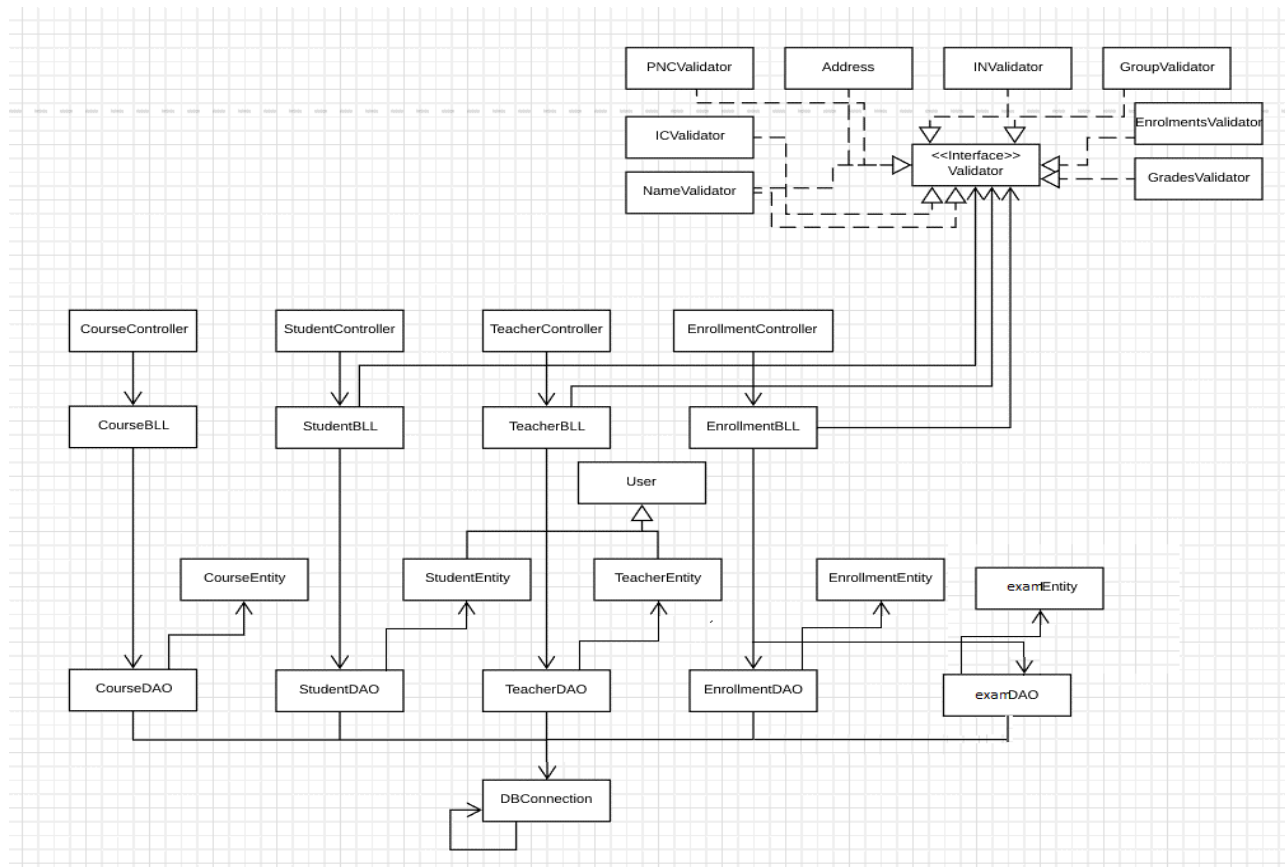 PNCValidator
Address
INValidator
GroupValidator
ICValidator
EnrolmentsValidator
<<Interface>>
Validator
NameValidator
GradesValidator
CourseController
StudentController
TeacherController
EnrollmentController
CourseBLL
StudentBLL
TeacherBLL
EnrollmentBLL
User
CourseEntity
StudentEntity
TeacherEntity
EnrollmentEntity
examEntity
CourseDAO
StudentDAO
TeacherDAO
EnrollmentDAO
examDAO
DBConnection